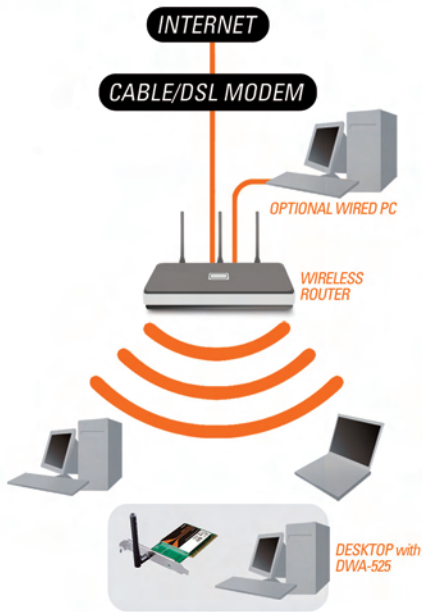 INTERNET
CABLE/DSL MODEM
OPTIONAL WIRED PC
WIRELESS
ROUTER
DESKTOP with
DWA-525